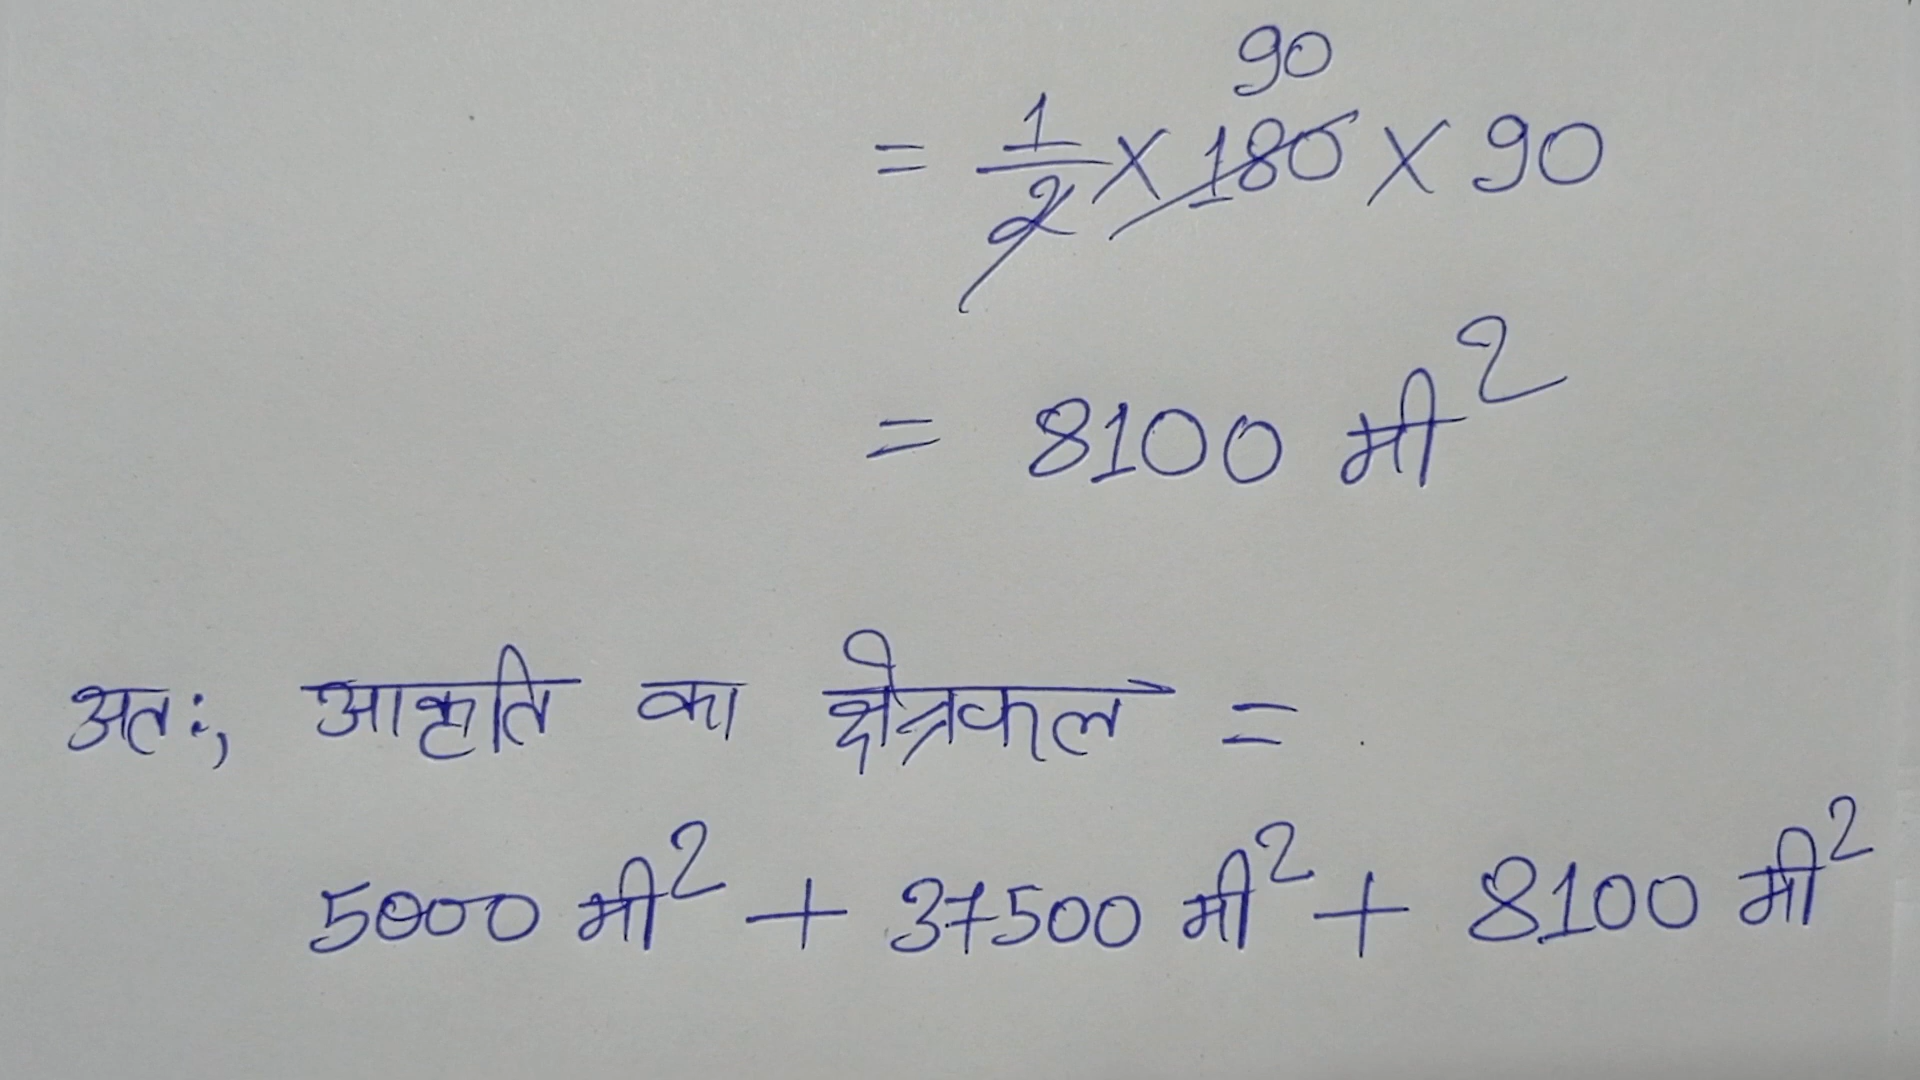 90
= 1/2 × 180 × 90
= 8100 मी²
अतः, आकृति का क्षेत्रफल =
5000 मी² + 37500 मी² + 8100 मी²